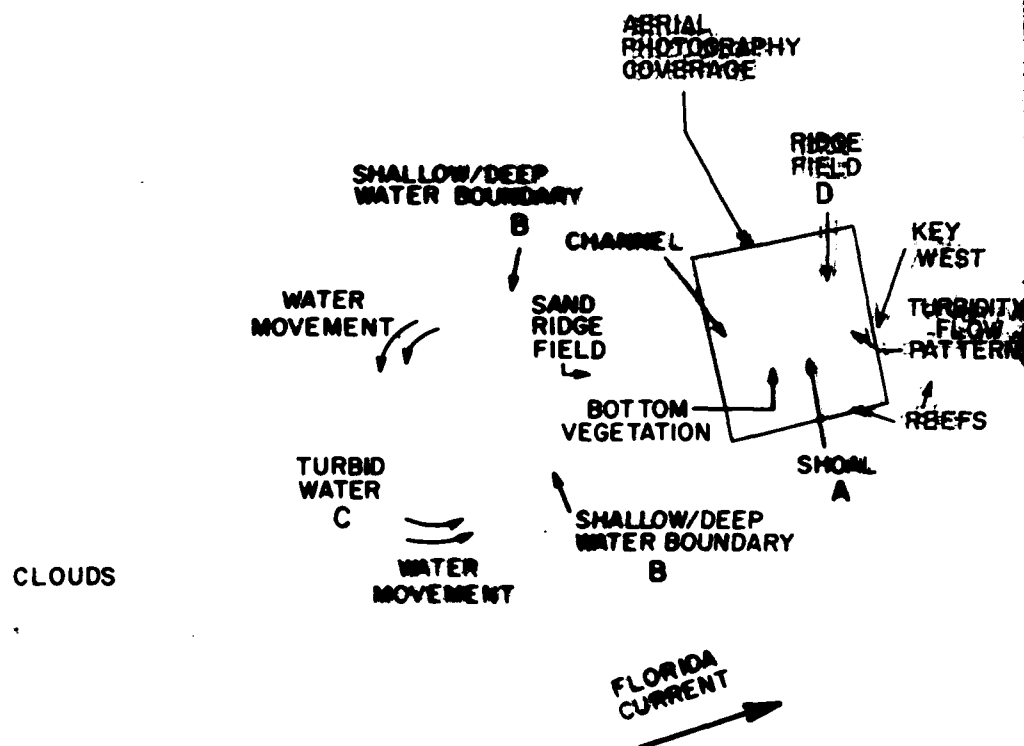 AERIAL
PHOTOGRAPHY
COVERAGE
RIDGE
FIELD
D
SHALLOW/DEEP
WATER BOUNDARY
B
CHANNEL
KEY
WEST
WATER
MOVEMENT
SAND
RIDGE
FIELD
TURBIDITY
FLOW
PATTERN
BOTTOM
VEGETATION
REEFS
SHOAL
A
TURBID
WATER
C
SHALLOW/DEEP
WATER BOUNDARY
B
WATER
MOVEMENT
CLOUDS
FLORIDA
CURRENT